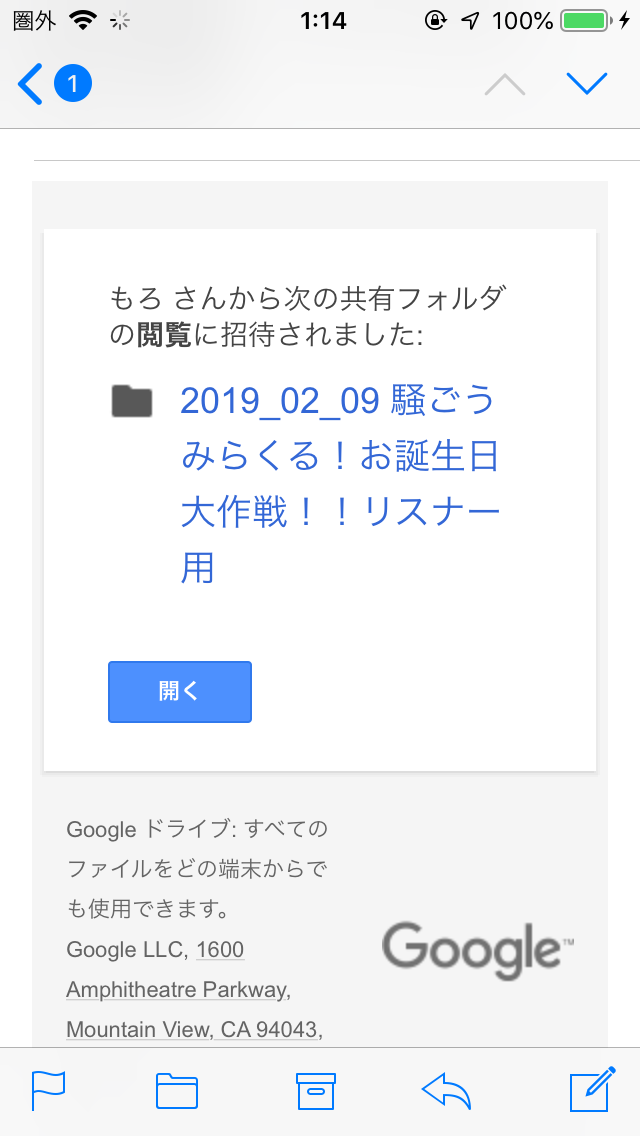 圏外 1:14 100%
1
もろ さんから次の共有フォルダ
の閲覧に招待されました:
2019_02_09 騒ごう
みらくる！お誕生日
大作戦！！リスナー
用
開く
Google ドライブ: すべての
ファイルをどの端末からで
も使用できます。
Google LLC, 1600
Amphitheatre Parkway,
Mountain View, CA 94043,
Google™